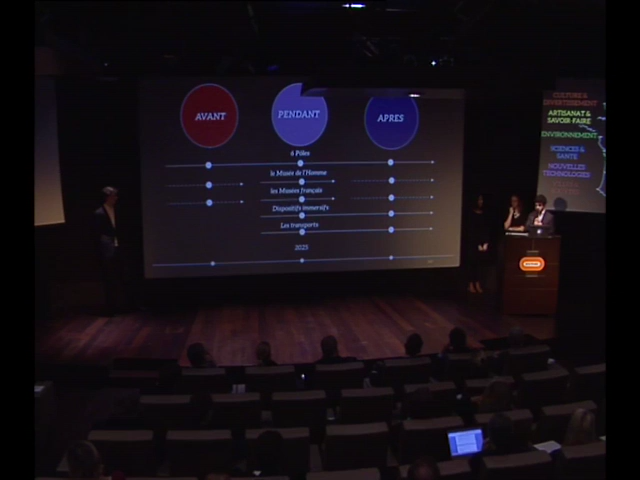 AVANT
PENDANT
APRES
6 Pôles
le Musée de l'Homme
les Musées français
Dispositifs immersifs
Les transports
2025
CULTURE &
DIVERTISSEMENT
ARTISANAT &
SAVOIR-FAIRE
ENVIRONNEMENT
SCIENCES &
SANTE
NOUVELLES
TECHNOLOGIES